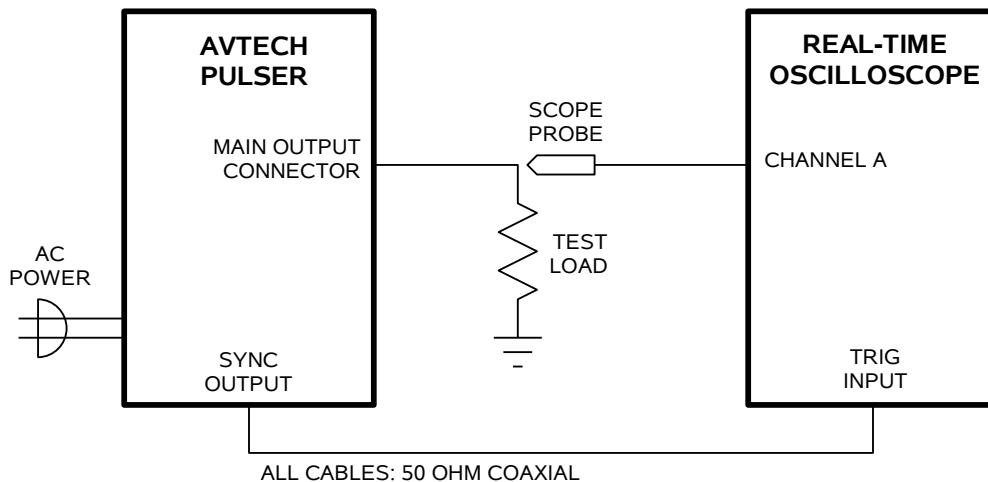 AVTECH
PULSER
REAL-TIME
OSCILLOSCOPE
SCOPE
PROBE
MAIN OUTPUT
CONNECTOR
CHANNEL A
TEST
LOAD
AC
POWER
SYNC
OUTPUT
TRIG
INPUT
ALL CABLES: 50 OHM COAXIAL